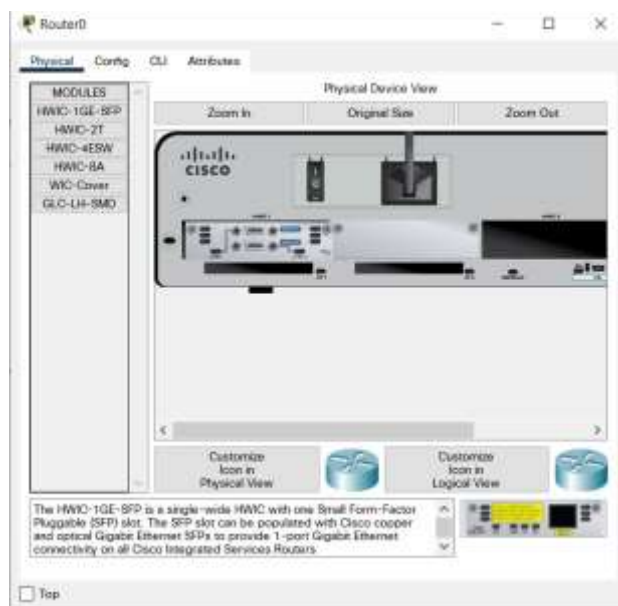 Router0
Physical Config CLI Attributes
MODULES
HWIC-1GE-SFP
HWIC-2T
HWIC-4ESW
HWIC-8A
WIC-Cover
GLC-LH-SMD
Physical Device View
Zoom In Original Size Zoom Out
CISCO
Customize
Icon in
Physical View
Customize
Icon in
Logical View
The HWIC-1GE-SFP is a single-wide HWIC with one Small Form-Factor
Pluggable (SFP) slot. The SFP slot can be populated with Cisco copper
and optical Gigabit Ethernet SFPs to provide 1-port Gigabit Ethernet
connectivity on all Cisco Integrated Services Routers
Top